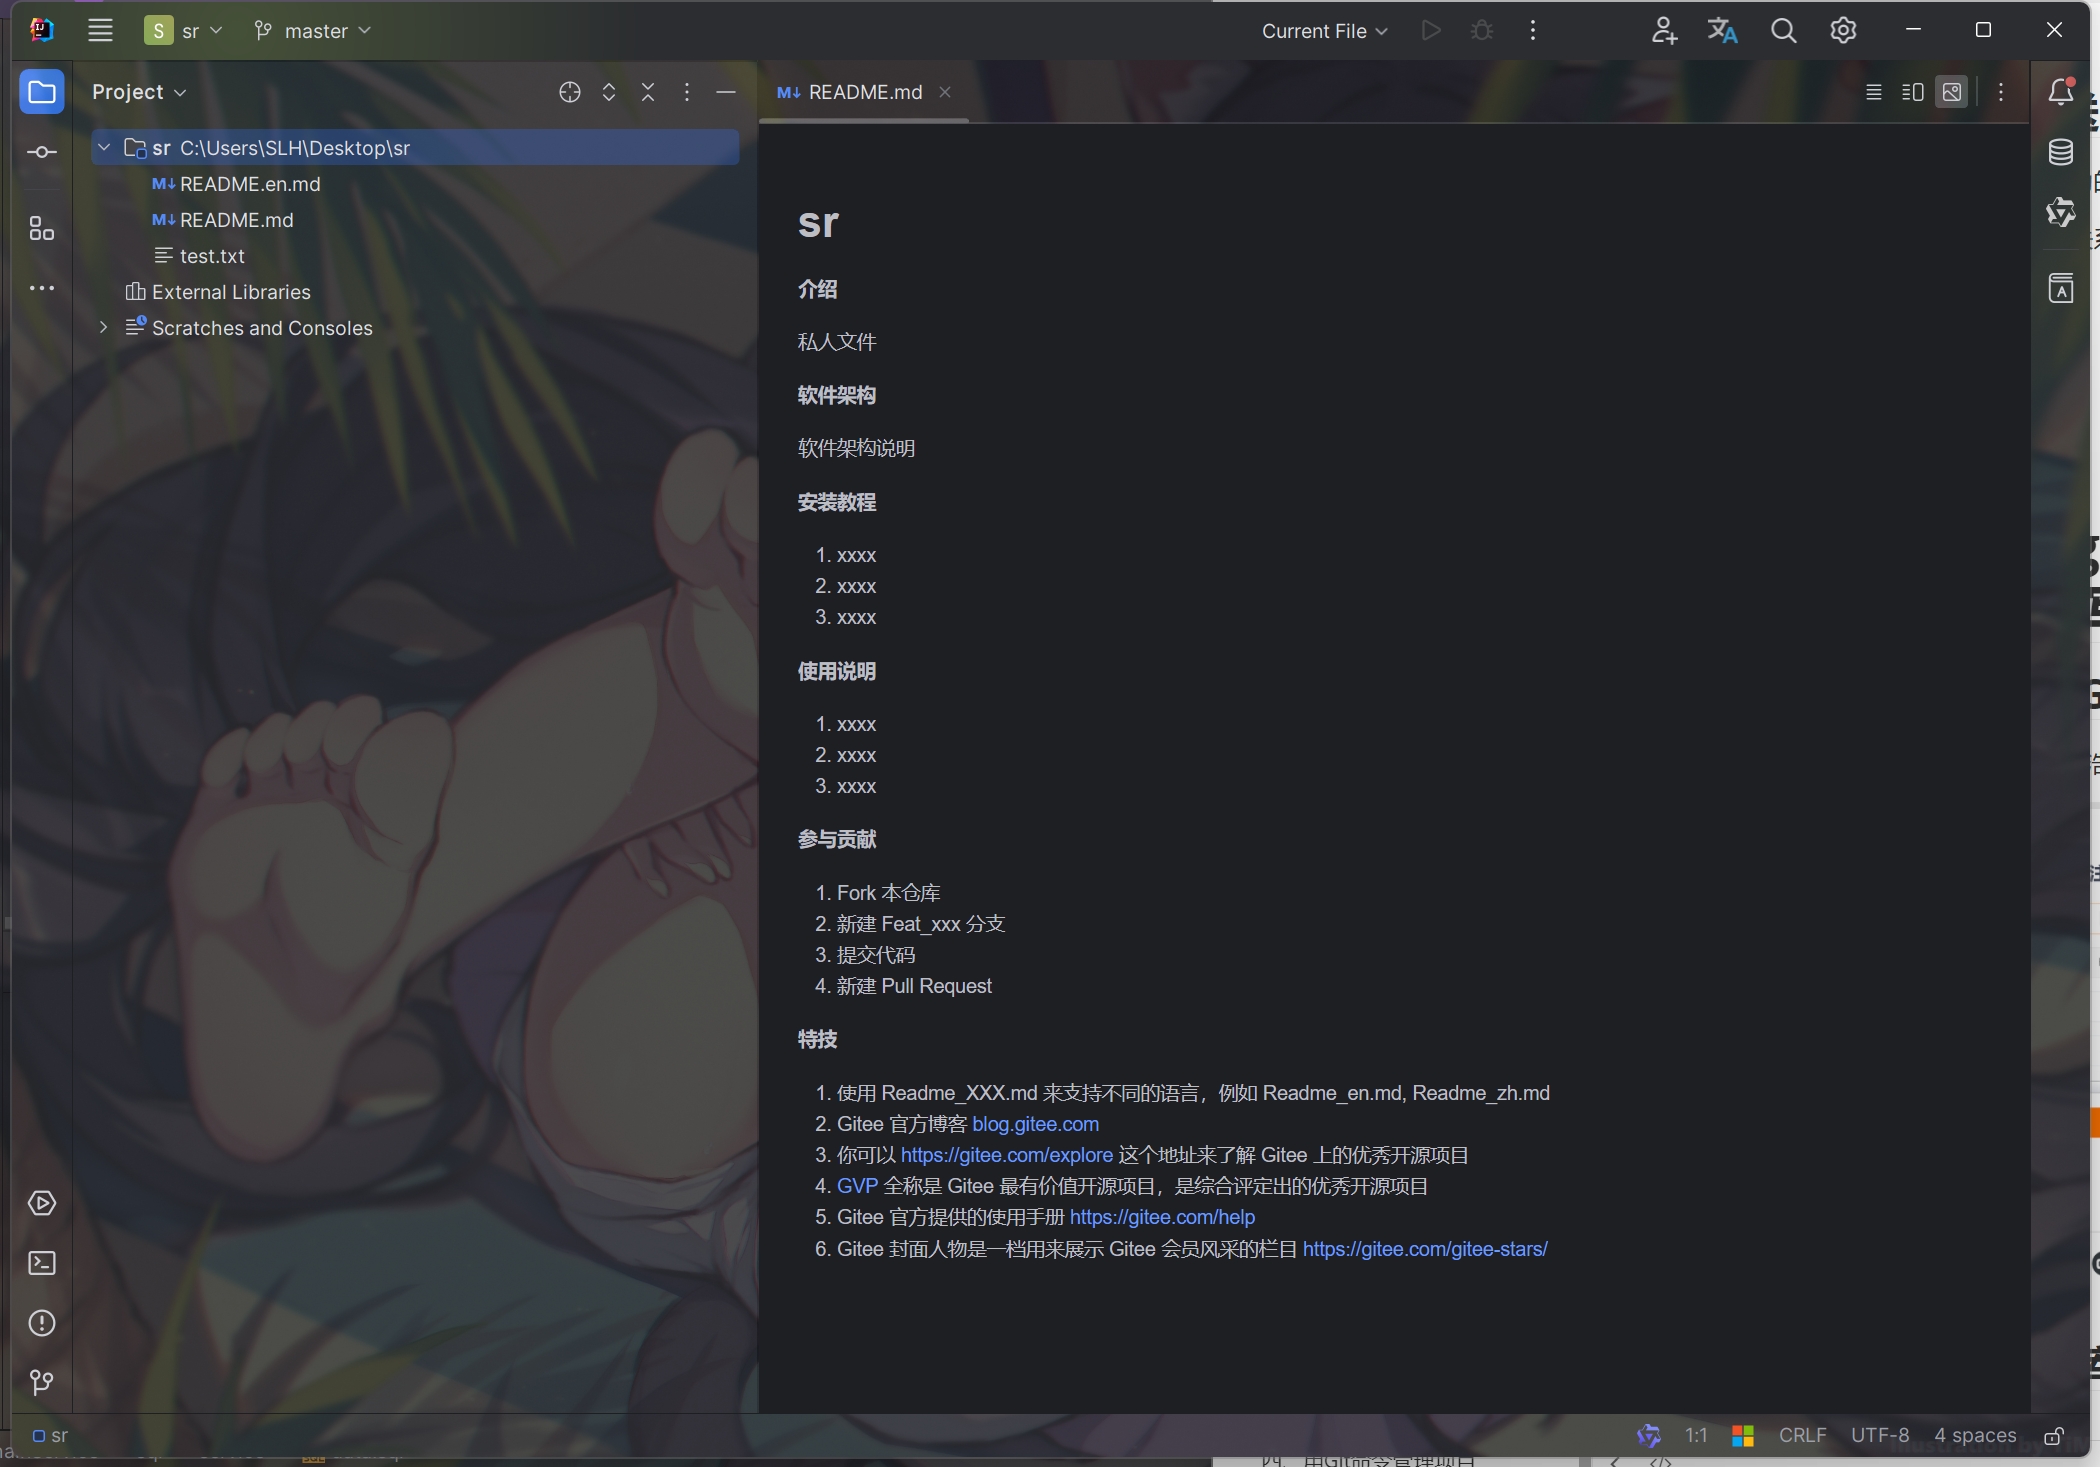 S sr master Current File
Project
README.md
sr C:\Users\SLH\Desktop\sr
README.en.md
README.md
test.txt
External Libraries
Scratches and Consoles
sr
介绍
私人文件
软件架构
软件架构说明
安装教程
1. xxxx
2. xxxx
3. xxxx
使用说明
1. xxxx
2. xxxx
3. xxxx
参与贡献
1. Fork 本仓库
2. 新建 Feat_xxx 分支
3. 提交代码
4. 新建 Pull Request
特技
1. 使用 Readme_XXX.md 来支持不同的语言，例如 Readme_en.md, Readme_zh.md
2. Gitee 官方博客 blog.gitee.com
3. 你可以 https://gitee.com/explore 这个地址来了解 Gitee 上的优秀开源项目
4. GVP 全称是 Gitee 最有价值开源项目，是综合评定出的优秀开源项目
5. Gitee 官方提供的使用手册 https://gitee.com/help
6. Gitee 封面人物是一档用来展示 Gitee 会员风采的栏目 https://gitee.com/gitee-stars/
sr 1:1 CRLF UTF-8 4 spaces